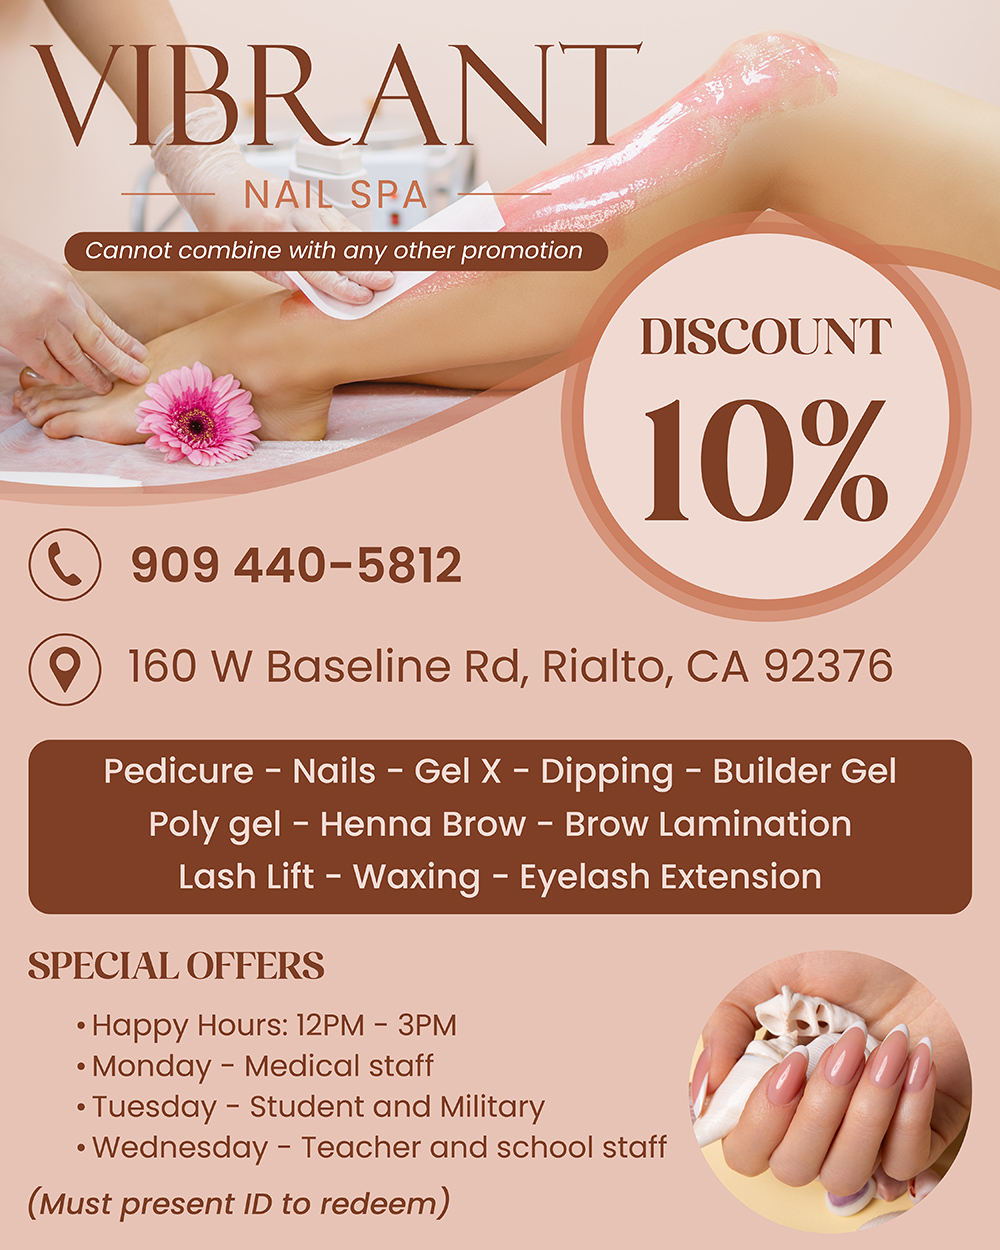 VIBRANT
NAIL SPA
Cannot combine with any other promotion
DISCOUNT
10%
909 440-5812
160 W Baseline Rd, Rialto, CA 92376
Pedicure - Nails - Gel X - Dipping - Builder Gel
Poly gel - Henna Brow - Brow Lamination
Lash Lift - Waxing - Eyelash Extension
SPECIAL OFFERS
• Happy Hours: 12PM - 3PM
• Monday - Medical staff
• Tuesday - Student and Military
• Wednesday - Teacher and school staff
(Must present ID to redeem)